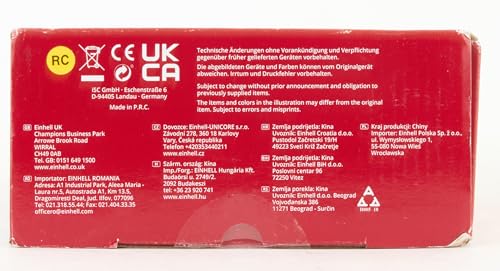 RC
CE
UK
CA
iSC GmbH - Eschenstraße 6
D-94405 Landau - Germany
Made in P.R.C.
Technische Änderungen ohne Vorankündigung und Verpflichtung
gegenüber früher gelieferten Geräten vorbehalten.
Die abgebildeten Geräte und Farben können vom Originalgerät
abweichen. Irrtum und Druckfehler vorbehalten.
Subject to change without prior announcement and obligation to
previously supplied items.
The items and colors in the illustration may differ from the original
item. Subject to errors and misprints.
Einhell UK
Champions Business Park
Arrowe Brook Road
WIRRAL
CH49 0AB
Tel. GB: 0151 649 1500
www.einhell.co.uk
Importator: EINHELL ROMANIA
Adresa: A1 Industrial Park, Aleea Maria -
Laura nr.5, Autostrada A1, Km 13.5,
Dragomiresti Deal, jud. Ilfov, 077096
Tel: 021.318.55.44; Fax: 021.404.33.35
officero@einhell.com
Dovozce: Einhell-UNICORE s.r.o.
Závodní 278, 360 18 Karlovy
Vary, Česká republika
Telefon: +420353440211
www.einhell.cz
Származási ország: Kína
Imp./Forg.: EINHELL Hungária Kft.
Budaörsi u. 2749/2.
2092 Budakeszi
tel: +36 23 920 741
www.einhell.hu
Zemlja podrijetla: Kina
Uvoznik: Einhell Croatia d.o.o.
Pustodol Začretski 19/H
49223 Sveti Križ Začretje
Zemlja podrijetla: Kina
Uvoznik: Einhell BiH d.o.o.
Poslovni centar 96
72250 Vitez
Zemlja porekla: Kina
Uvoznik: Einhell d.o.o. Beograd
Vojvođanska 386
11271 Beograd - Surčin
Kraj produkcji: Chiny
Importer: Einhell Polska Sp. z o.o.
ul. Wymysłowskiego 1,
55-080 Nowa Wieś
Wrocławska